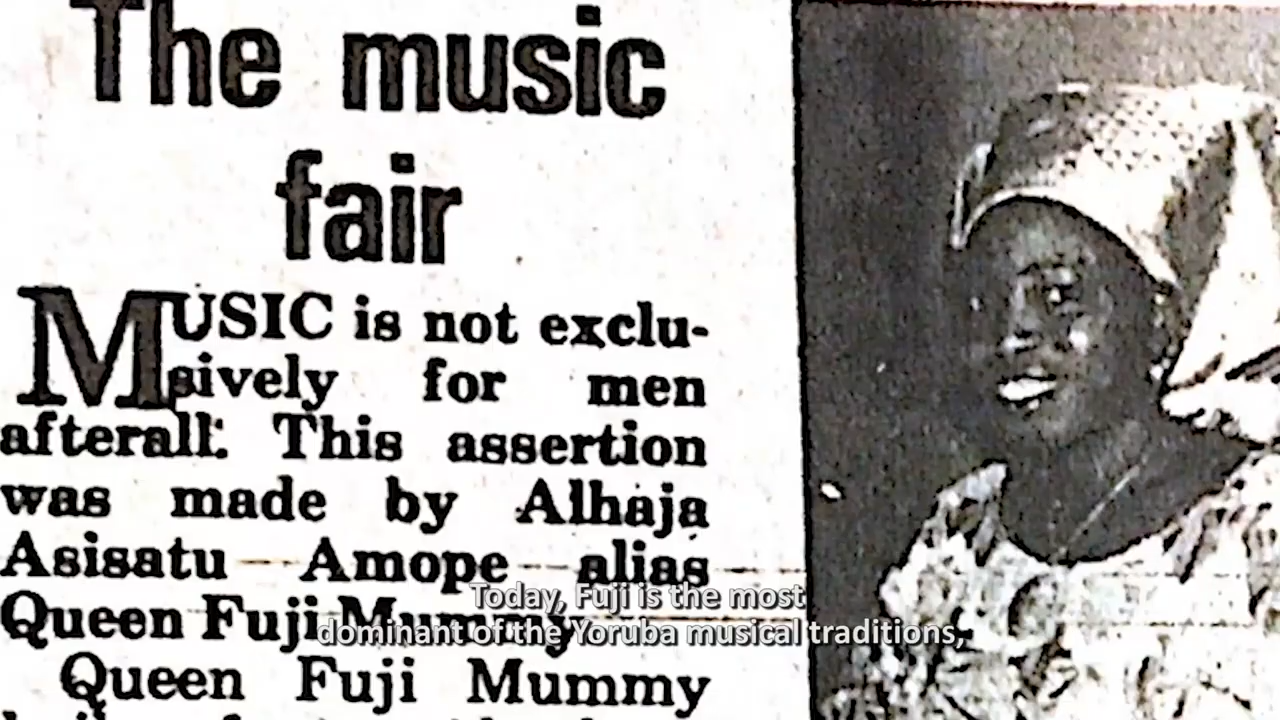 The music
fair
MUSIC is not exclu-
sively for men
afterall. This assertion
was made by Alhaja
Asisatu Amope alias
Queen Fuji Mummy
Queen Fuji Mummy
Today, Fuji is the most
dominant of the Yoruba musical traditions,